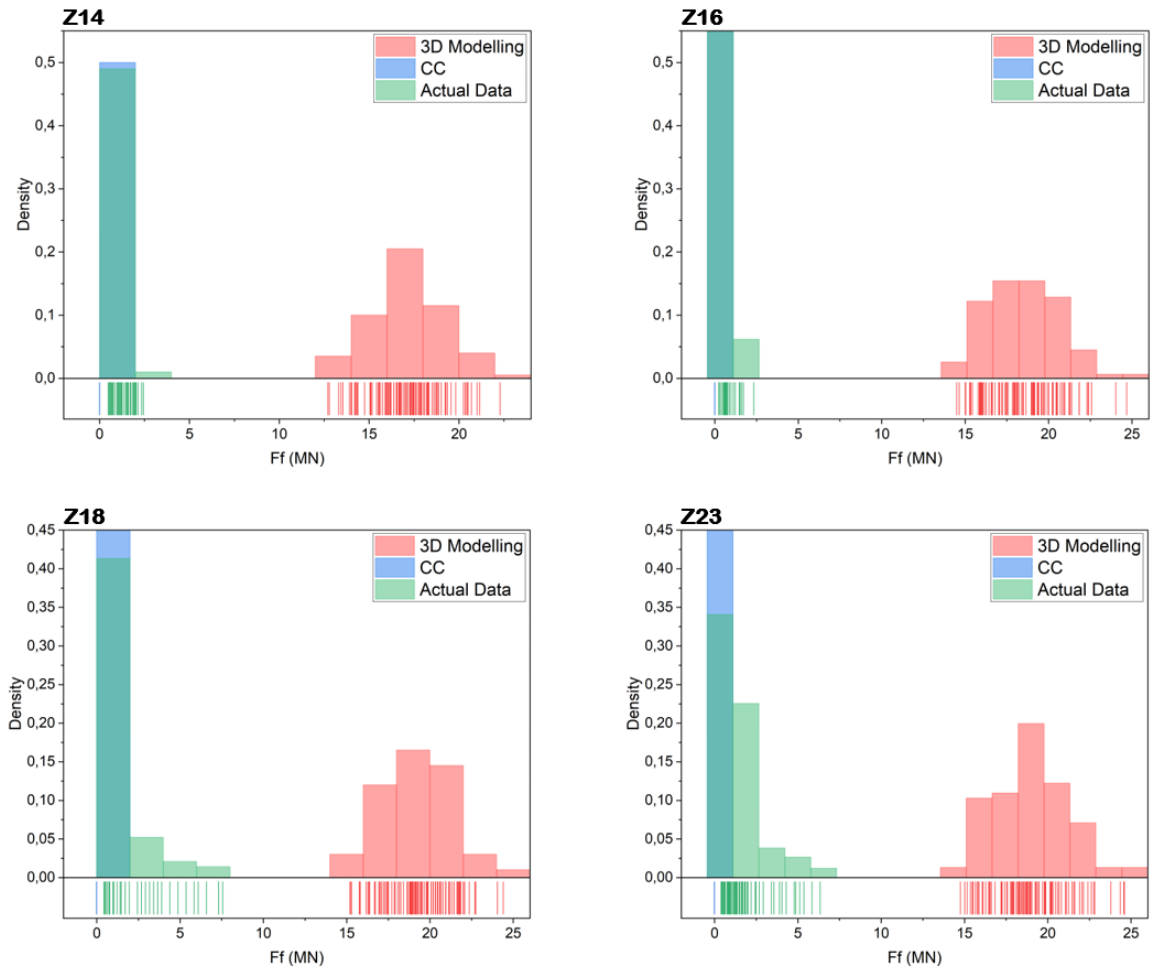 Z14
3D Modelling
CC
Actual Data
0,5
0,4
0,3
0,2
0,1
0,0
Density
0 5 10 15 20
Ff (MN)
Z16
3D Modelling
CC
Actual Data
0,5
0,4
0,3
0,2
0,1
0,0
Density
0 5 10 15 20 25
Ff (MN)
Z18
3D Modelling
CC
Actual Data
0,45
0,40
0,35
0,30
0,25
0,20
0,15
0,10
0,05
0,00
Density
0 5 10 15 20 25
Ff (MN)
Z23
3D Modelling
CC
Actual Data
0,45
0,40
0,35
0,30
0,25
0,20
0,15
0,10
0,05
0,00
Density
0 5 10 15 20 25
Ff (MN)